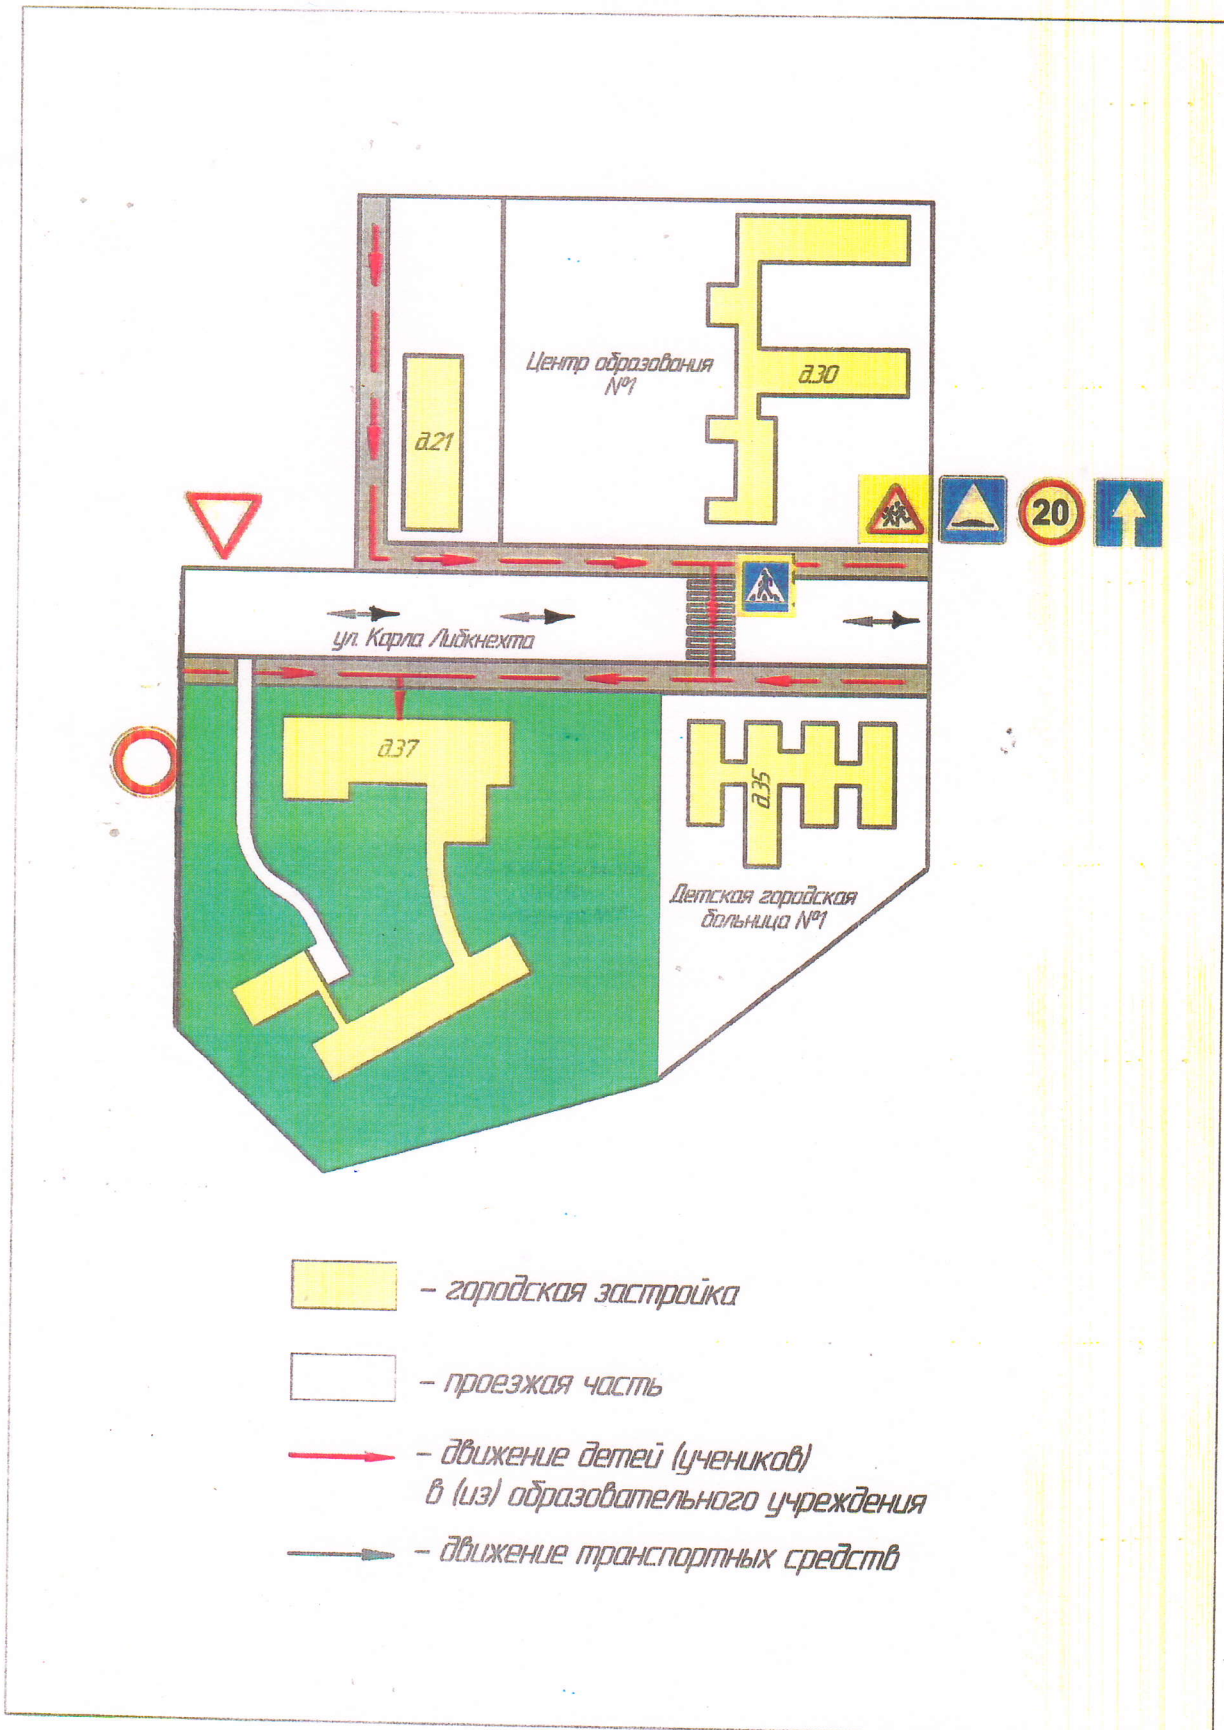 Центр образования
№1
д.30
д.21
20
ул. Карла Либкнехта
д.37
д.35
Детская городская
больница №1
– городская застройка
– проезжая часть
– движение детей (учеников)
в (из) образовательного учреждения
– движение транспортных средств